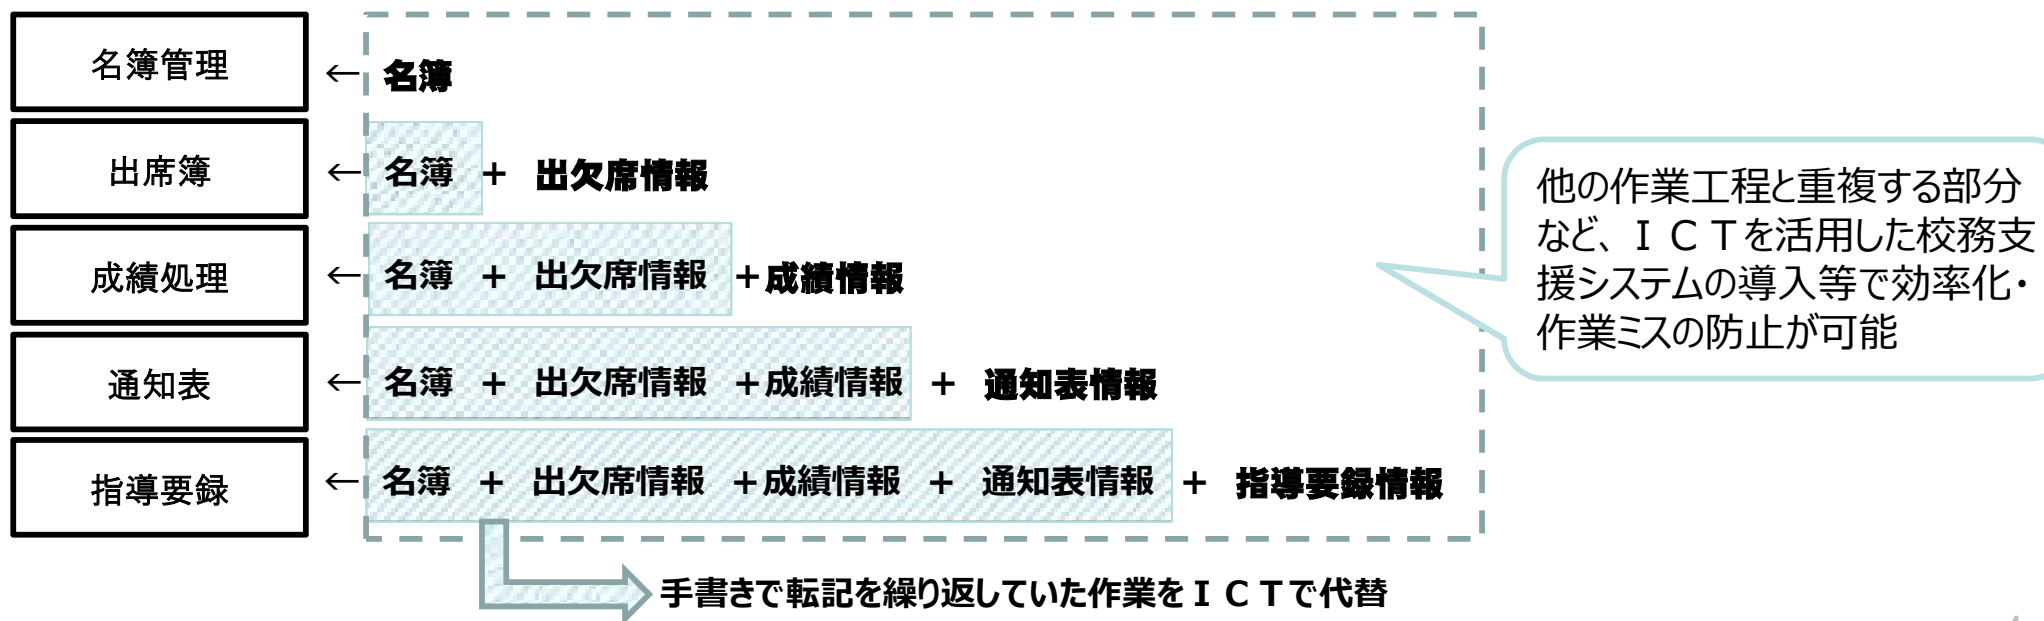 名簿管理 ← 名簿
出席簿 ← 名簿 + 出欠席情報
成績処理 ← 名簿 + 出欠席情報 +成績情報
通知表 ← 名簿 + 出欠席情報 +成績情報 + 通知表情報
指導要録 ← 名簿 + 出欠席情報 +成績情報 + 通知表情報 + 指導要録情報
他の作業工程と重複する部分
など、ＩＣＴを活用した校務支
援システムの導入等で効率化・
作業ミスの防止が可能
手書きで転記を繰り返していた作業をＩＣＴで代替